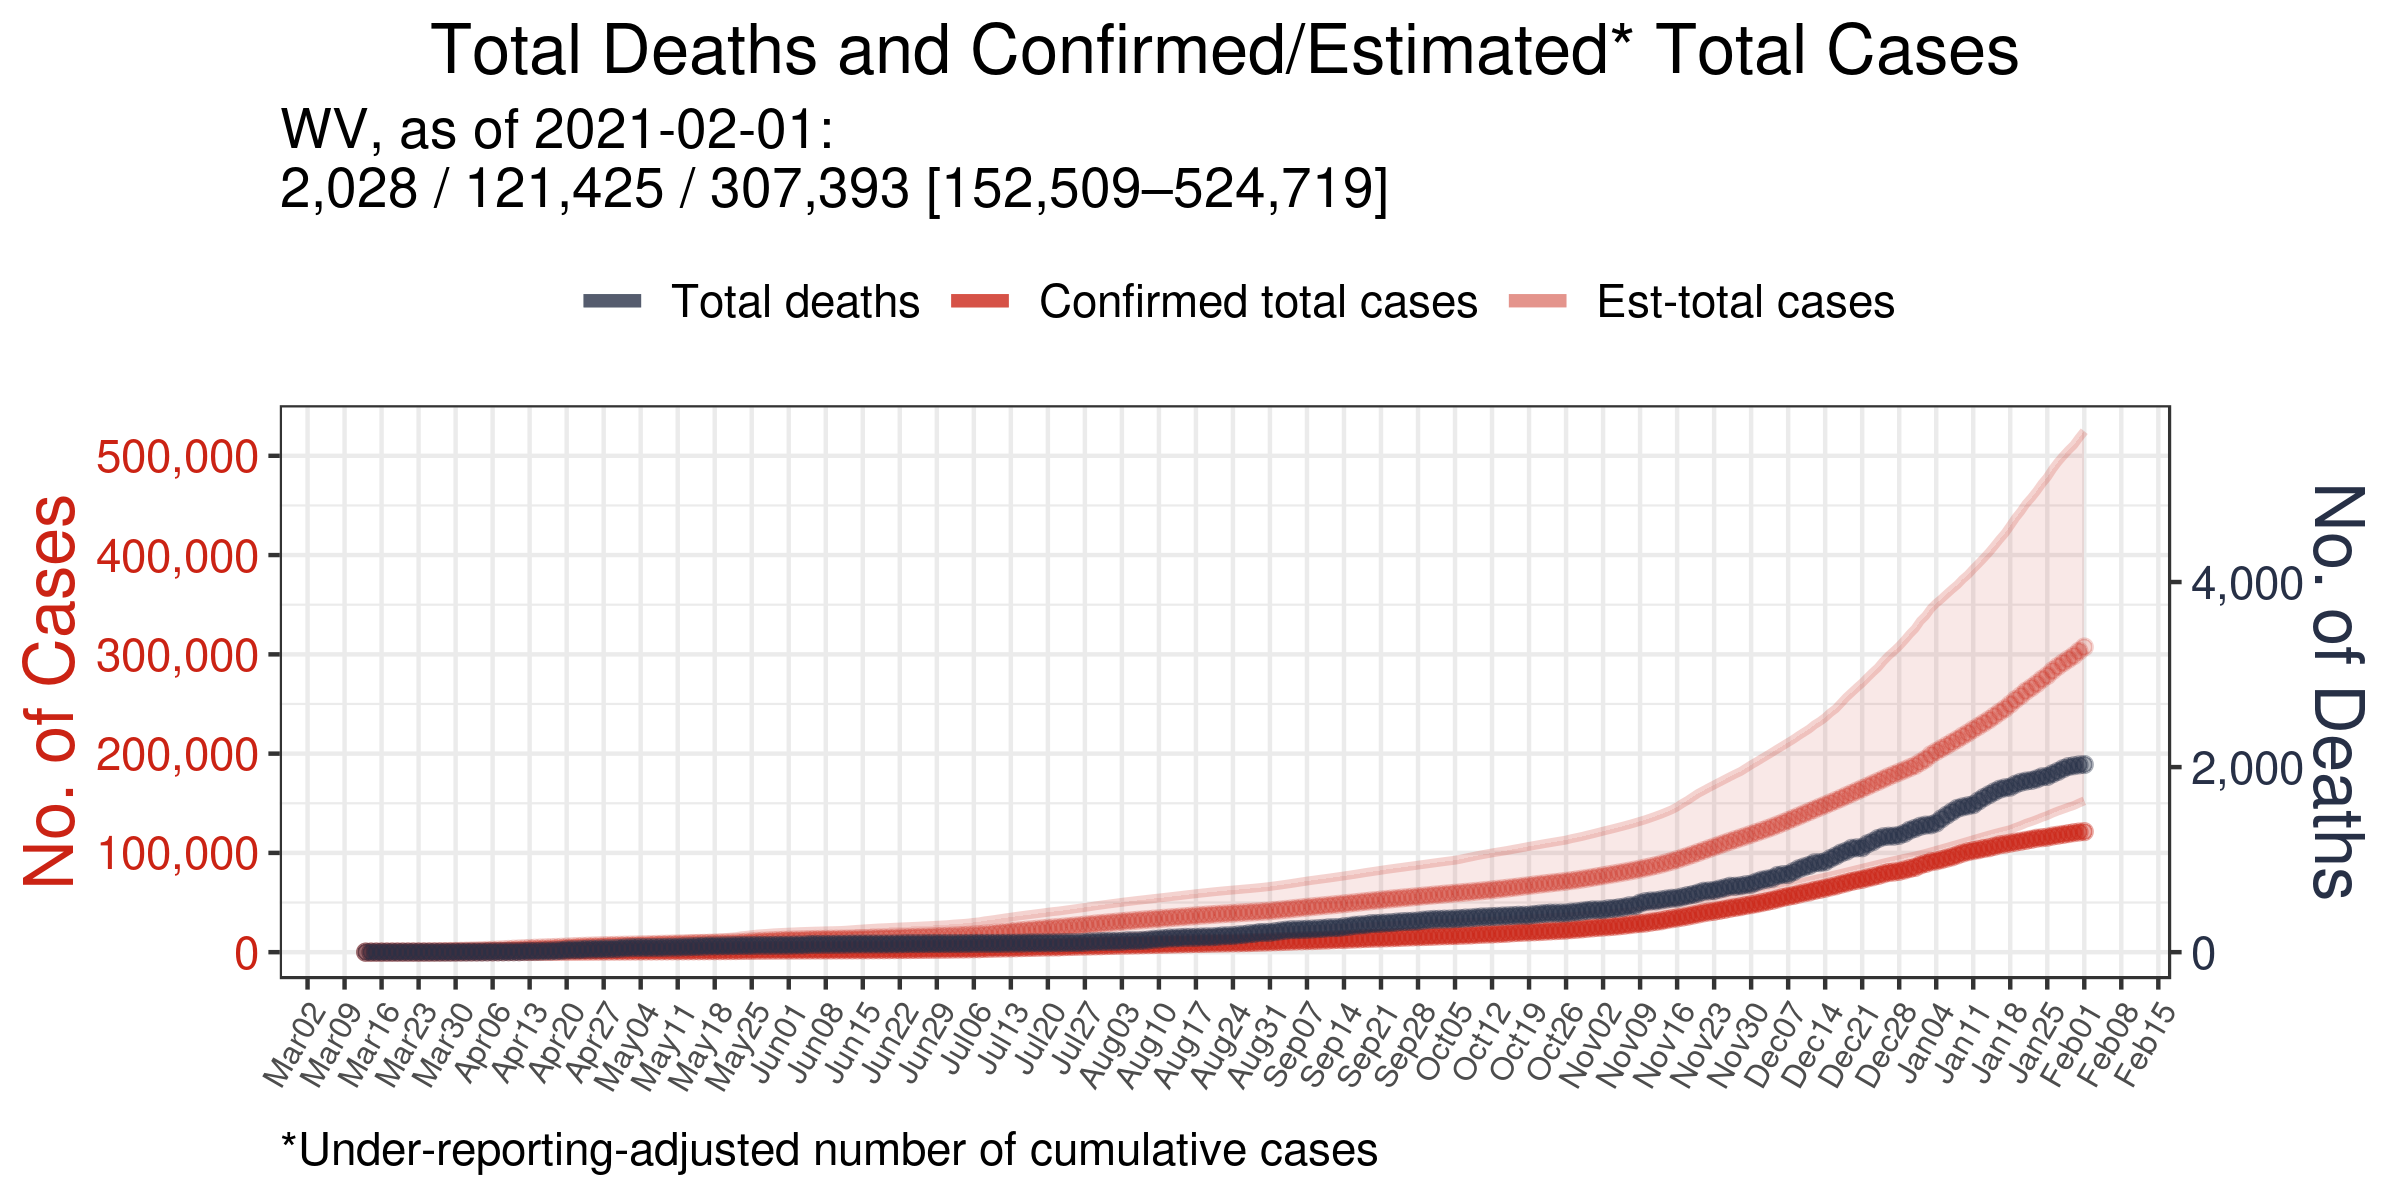 Total Deaths and Confirmed/Estimated* Total Cases
WV, as of 2021-02-01:
2,028 / 121,425 / 307,393 [152,509–524,719]
Total deaths
Confirmed total cases
Est-total cases
No. of Cases
500,000
400,000
300,000
200,000
100,000
0
4,000
2,000
0
No. of Deaths
Mar02
Mar09
Mar16
Mar23
Mar30
Apr06
Apr13
Apr20
Apr27
May04
May11
May18
May25
Jun01
Jun08
Jun15
Jun22
Jun29
Jul06
Jul13
Jul20
Jul27
Aug03
Aug10
Aug17
Aug24
Aug31
Sep07
Sep14
Sep21
Sep28
Oct05
Oct12
Oct19
Oct26
Nov02
Nov09
Nov16
Nov23
Nov30
Dec07
Dec14
Dec21
Dec28
Jan04
Jan11
Jan18
Jan25
Feb01
Feb08
Feb15
*Under-reporting-adjusted number of cumulative cases